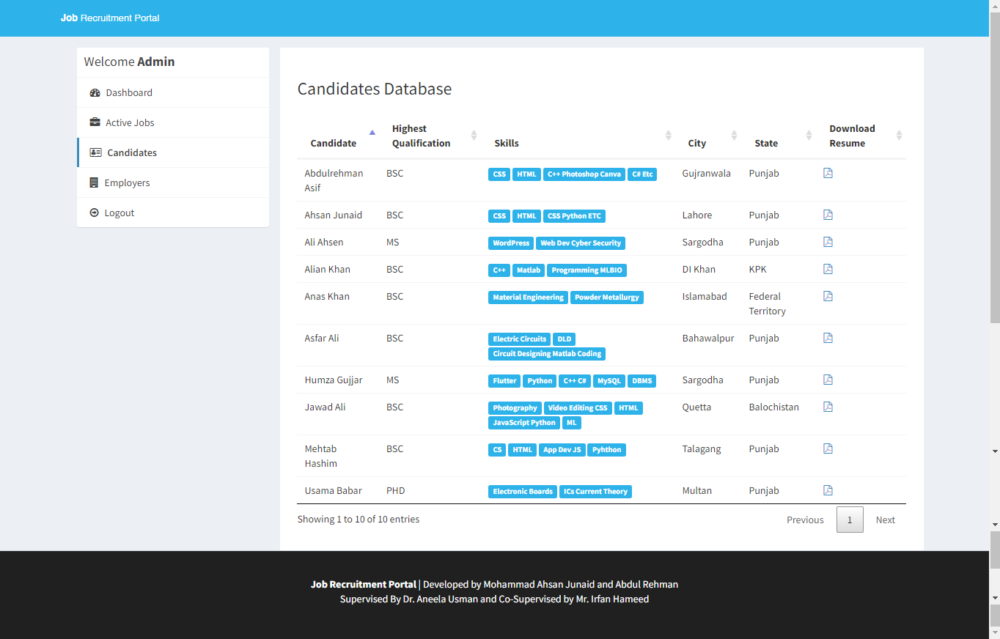 Job Recruitment Portal
Welcome Admin
Dashboard
Active Jobs
Candidates
Employers
Logout
Candidates Database
Candidate Highest Qualification Skills City State Download Resume
Abdulrehman Asif BSC CSS HTML C++ Photoshop Canva C# Etc Gujranwala Punjab
Ahsan Junaid BSC CSS HTML CSS Python ETC Lahore Punjab
Ali Ahsen MS WordPress Web Dev Cyber Security Sargodha Punjab
Alian Khan BSC C++ Matlab Programming MLBIO DI Khan KPK
Anas Khan BSC Material Engineering Powder Metallurgy Islamabad Federal Territory
Asfar Ali BSC Electric Circuits DLD Circuit Designing Matlab Coding Bahawalpur Punjab
Humza Gujjar MS Flutter Python C++ C# MySQL DBMS Sargodha Punjab
Jawad Ali BSC Photography Video Editing CSS HTML JavaScript Python ML Quetta Balochistan
Mehtab Hashim BSC CS HTML App Dev JS Pyhthon Talagang Punjab
Usama Babar PHD Electronic Boards ICs Current Theory Multan Punjab
Showing 1 to 10 of 10 entries Previous 1 Next
Job Recruitment Portal | Developed by Mohammad Ahsan Junaid and Abdul Rehman
Supervised By Dr. Aneela Usman and Co-Supervised by Mr. Irfan Hameed